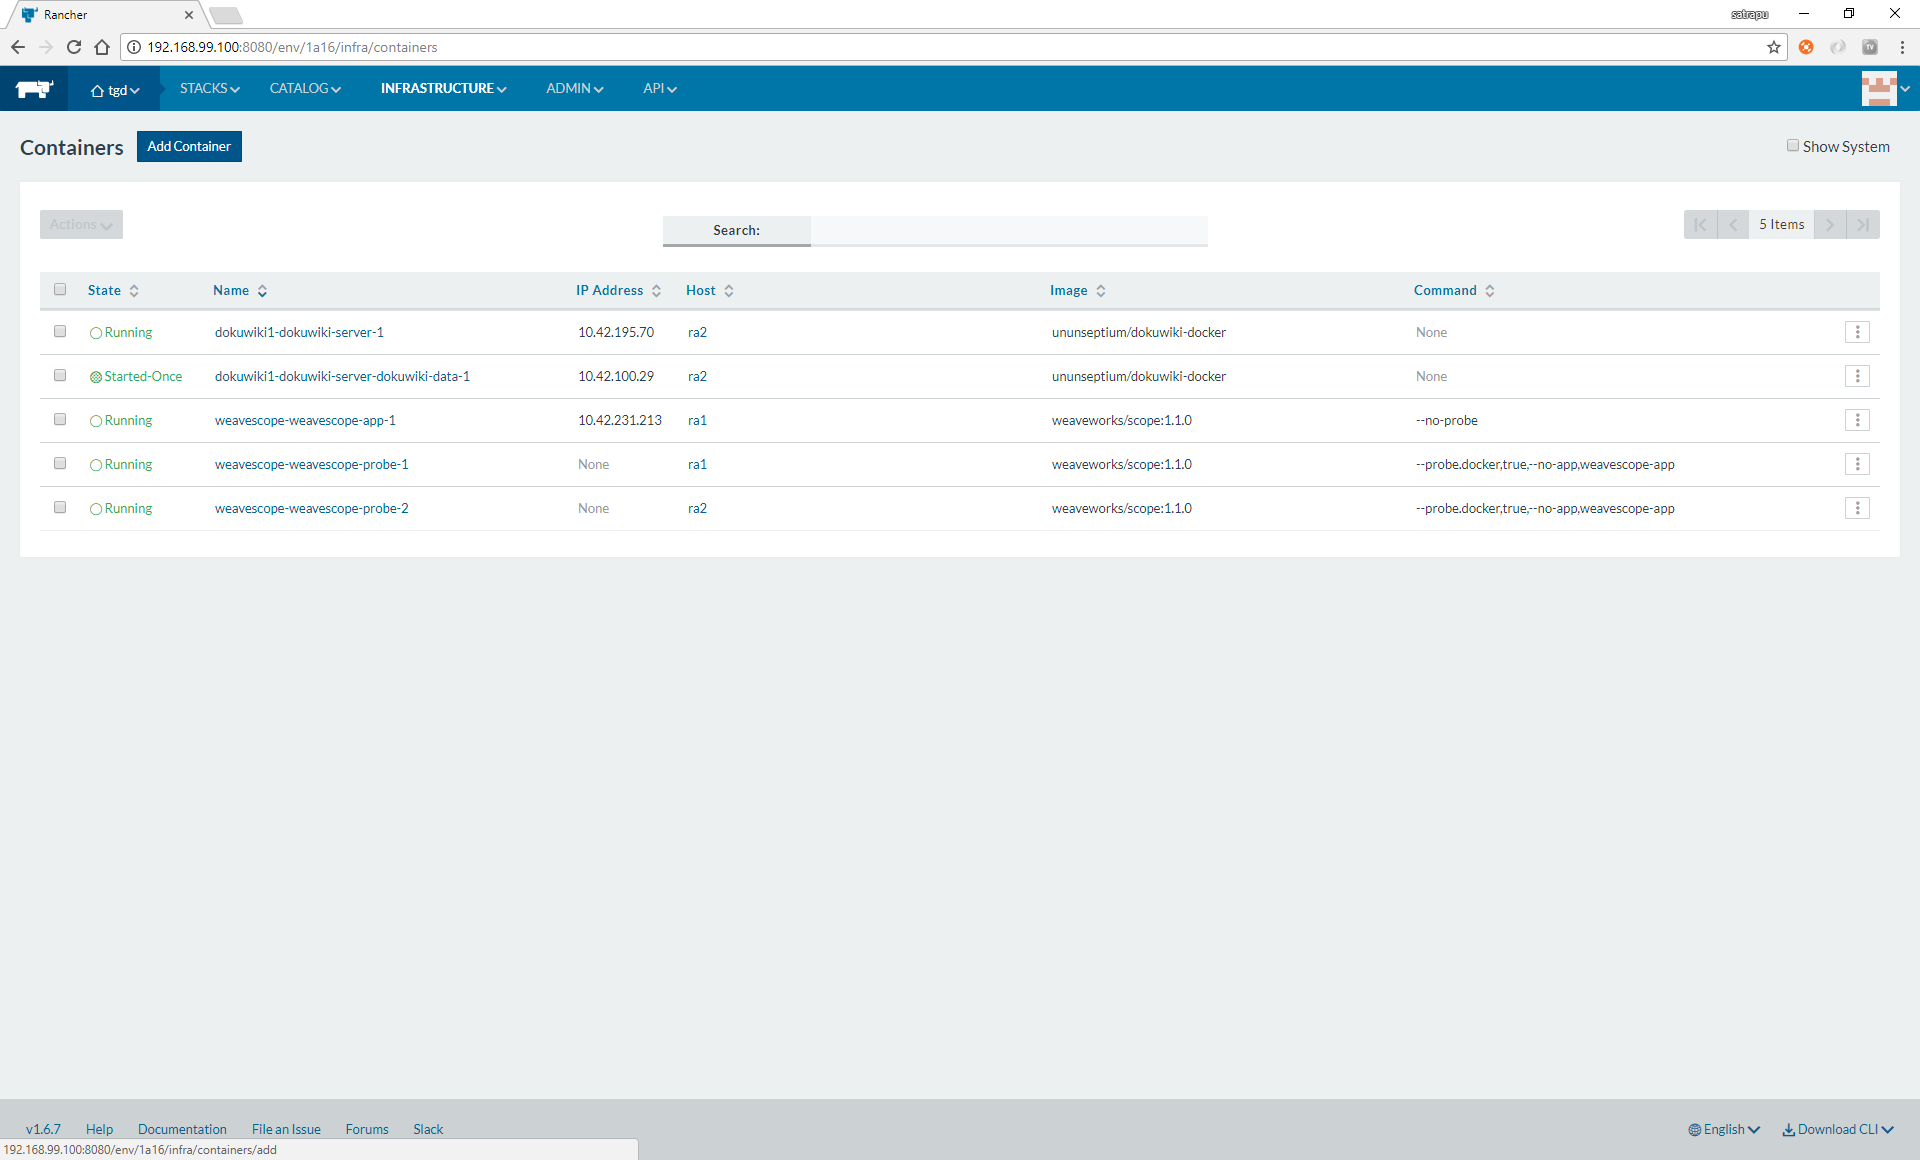 Rancher
satrapu
192.168.99.100:8080/env/1a16/infra/containers
tgd STACKS CATALOG INFRASTRUCTURE ADMIN API
Containers Add Container Show System
Actions Search: 5 Items
State Name IP Address Host Image Command
Running dokuwiki1-dokuwiki-server-1 10.42.195.70 ra2 ununseptium/dokuwiki-docker None
Started-Once dokuwiki1-dokuwiki-server-dokuwiki-data-1 10.42.100.29 ra2 ununseptium/dokuwiki-docker None
Running weavescope-weavescope-app-1 10.42.231.213 ra1 weaveworks/scope:1.1.0 --no-probe
Running weavescope-weavescope-probe-1 None ra1 weaveworks/scope:1.1.0 --probe.docker,true,--no-app,weavescope-app
Running weavescope-weavescope-probe-2 None ra2 weaveworks/scope:1.1.0 --probe.docker,true,--no-app,weavescope-app
v1.6.7 Help Documentation File an Issue Forums Slack English Download CLI
192.168.99.100:8080/env/1a16/infra/containers/add